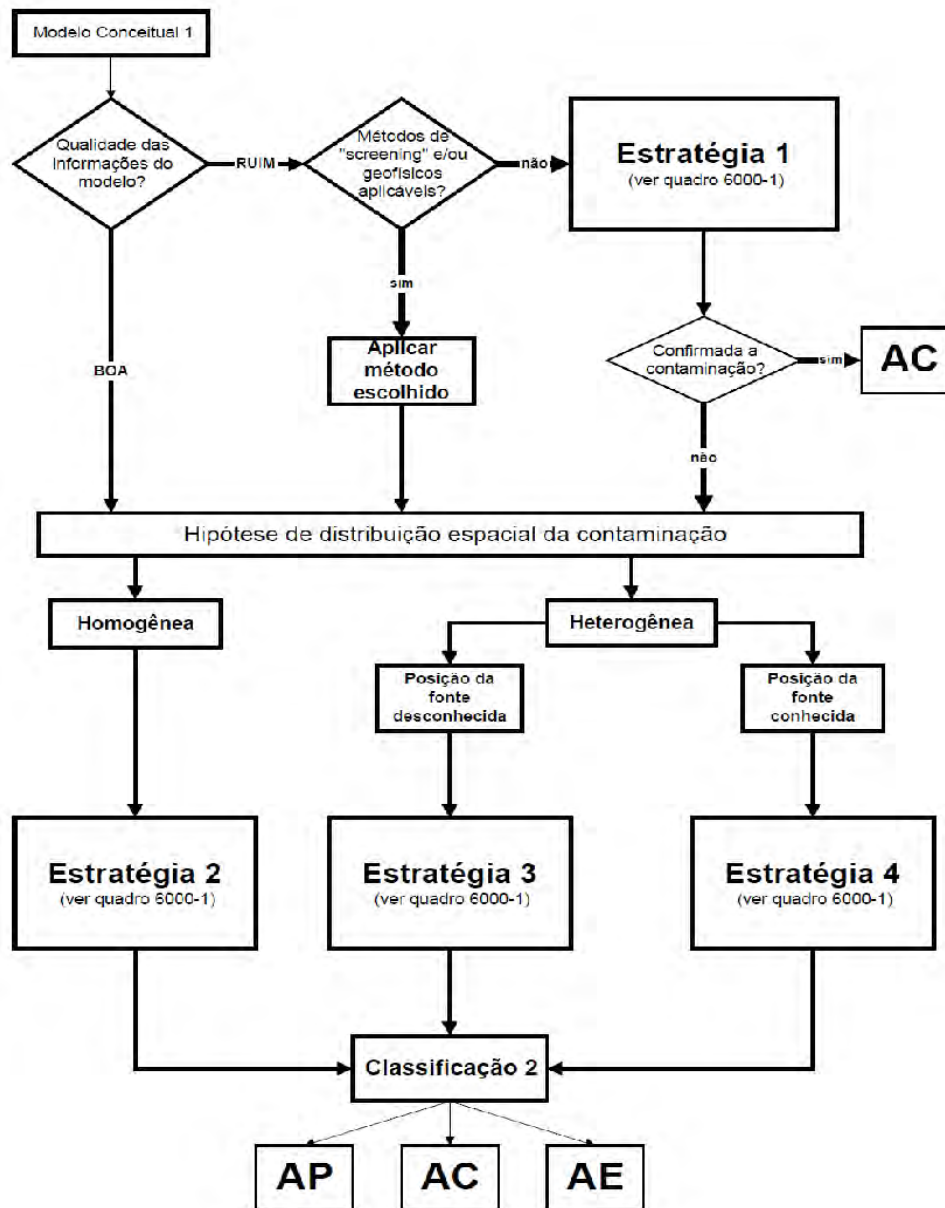 Modelo Conceitual 1
Qualidade das
informações do
modelo?
RUIM
Métodos de
"screening" e/ou
geofísicos
aplicáveis?
não
Estratégia 1
(ver quadro 6000-1)
sim
BOA
Aplicar
método
escolhido
Confirmada a
contaminação?
sim
AC
não
Hipótese de distribuição espacial da contaminação
Homogênea
Heterogênea
Posição da
fonte
desconhecida
Posição da
fonte
conhecida
Estratégia 2
(ver quadro 6000-1)
Estratégia 3
(ver quadro 6000-1)
Estratégia 4
(ver quadro 6000-1)
Classificação 2
AP
AC
AE